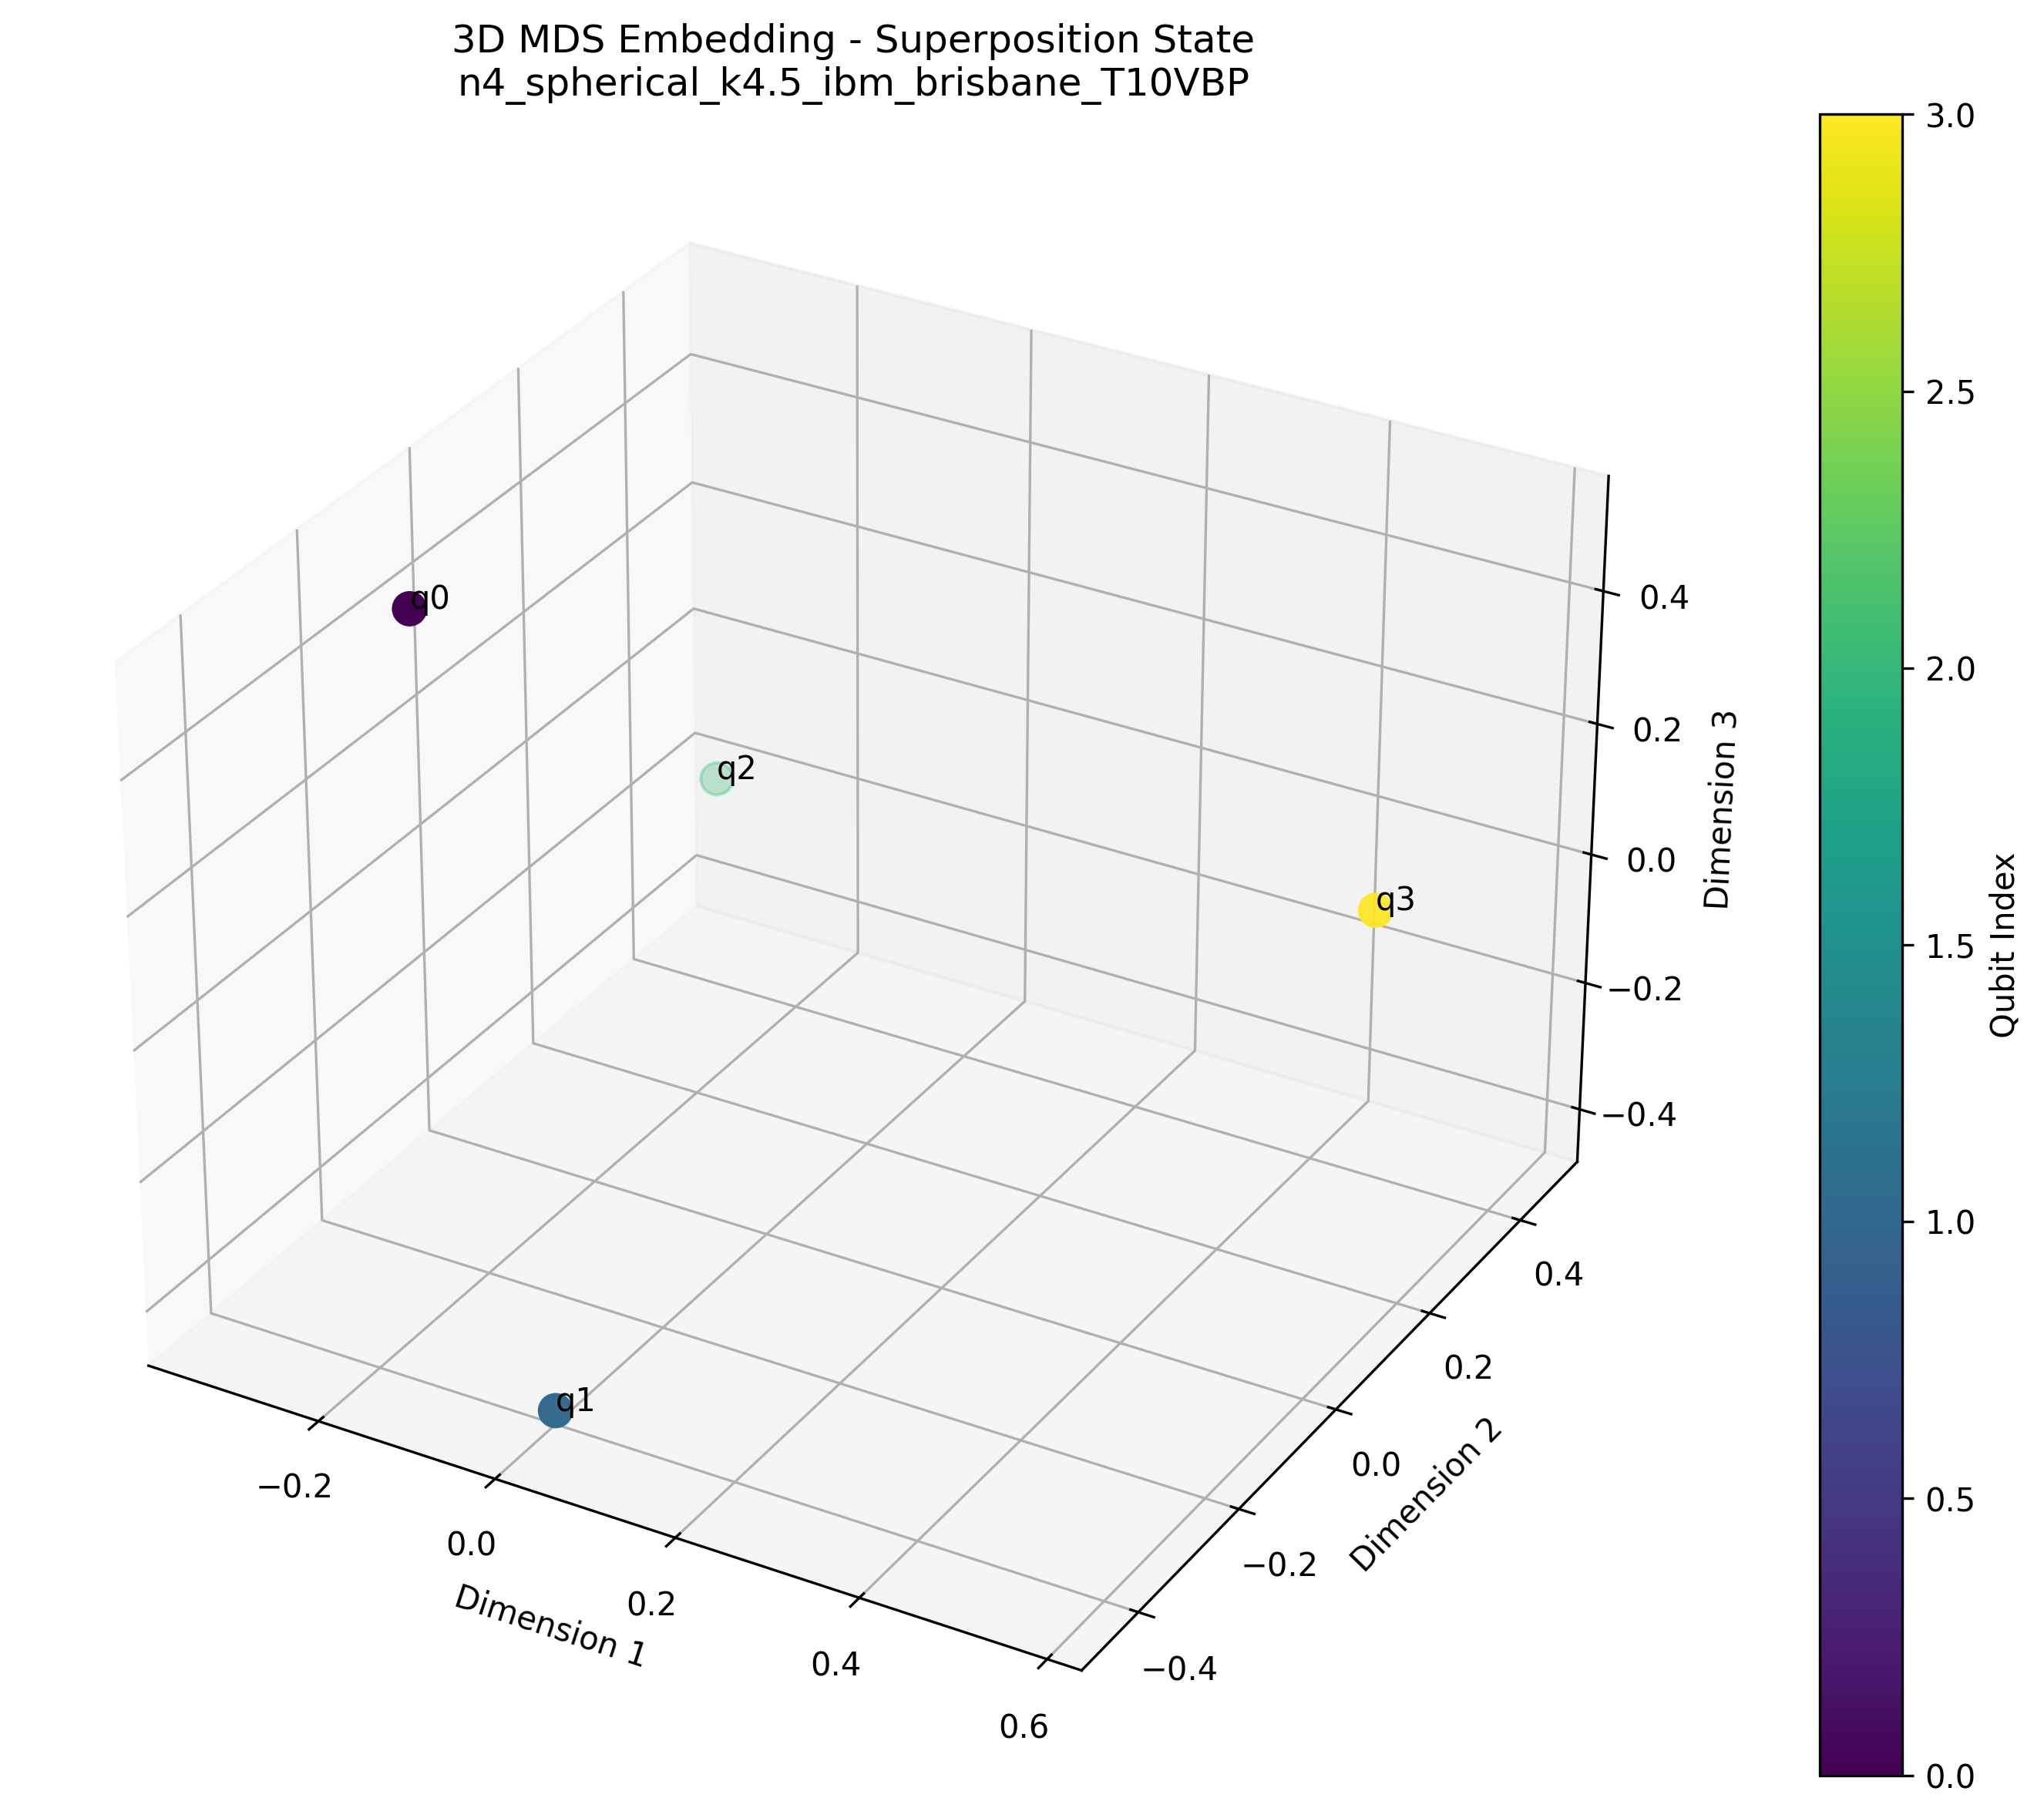 3D MDS Embedding - Superposition State
n4_spherical_k4.5_ibm_brisbane_T10VBP
q0
q2
q3
q1
−0.2
0.0
0.2
0.4
0.6
Dimension 1
−0.4
−0.2
0.0
0.2
0.4
Dimension 2
0.4
0.2
0.0
−0.2
−0.4
Dimension 3
3.0
2.5
2.0
1.5
1.0
0.5
0.0
Qubit Index